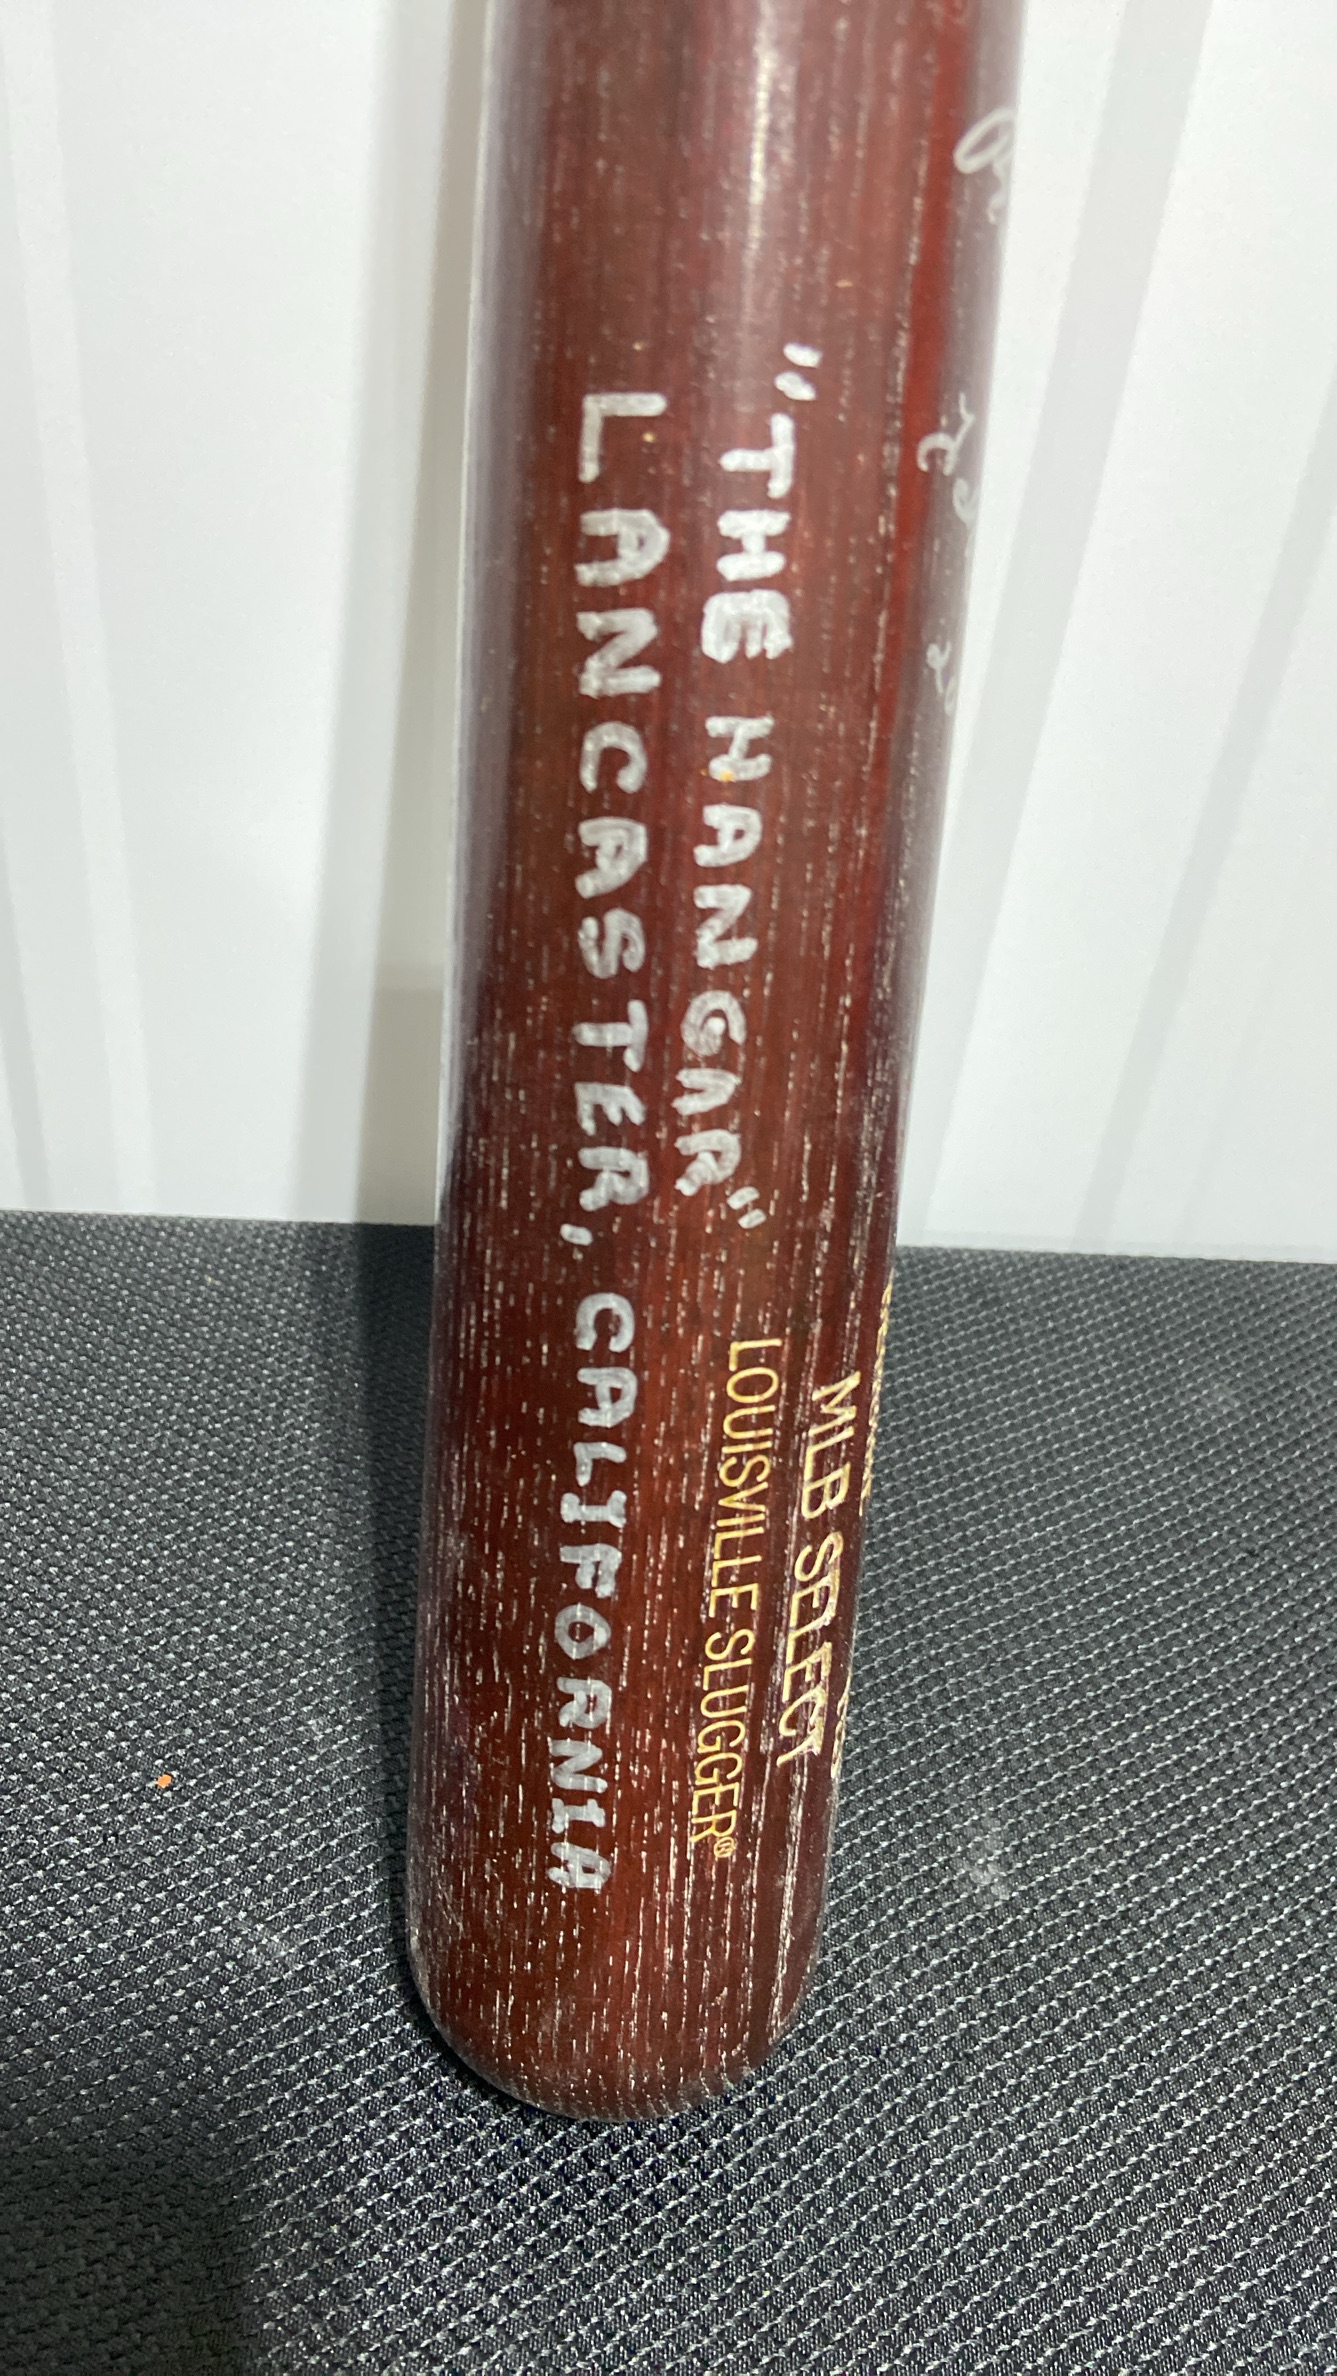 "THE HANGAR"
LANCASTER, CALIFORNIA
MLB SELECT
LOUISVILLE SLUGGER®